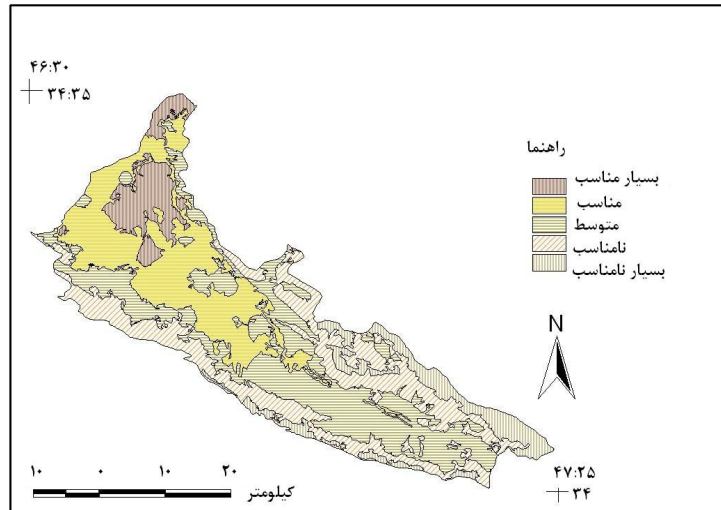 ۴۶:۳۰
۳۴:۳۵
راهنما
بسیار مناسب
مناسب
متوسط
نامناسب
بسیار نامناسب
N
۱۰ ۰ ۱۰ ۲۰
کیلومتر
۴۷:۲۵
۳۴